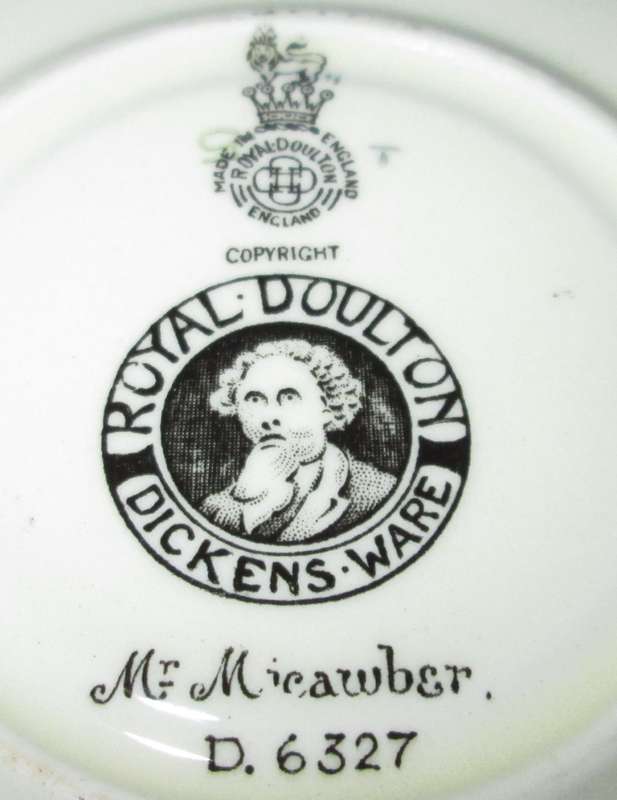 MADE IN ENGLAND
ROYAL·DOULTON
ENGLAND
COPYRIGHT
ROYAL·DOULTON
DICKENS·WARE
Mr Micawber.
D. 6327